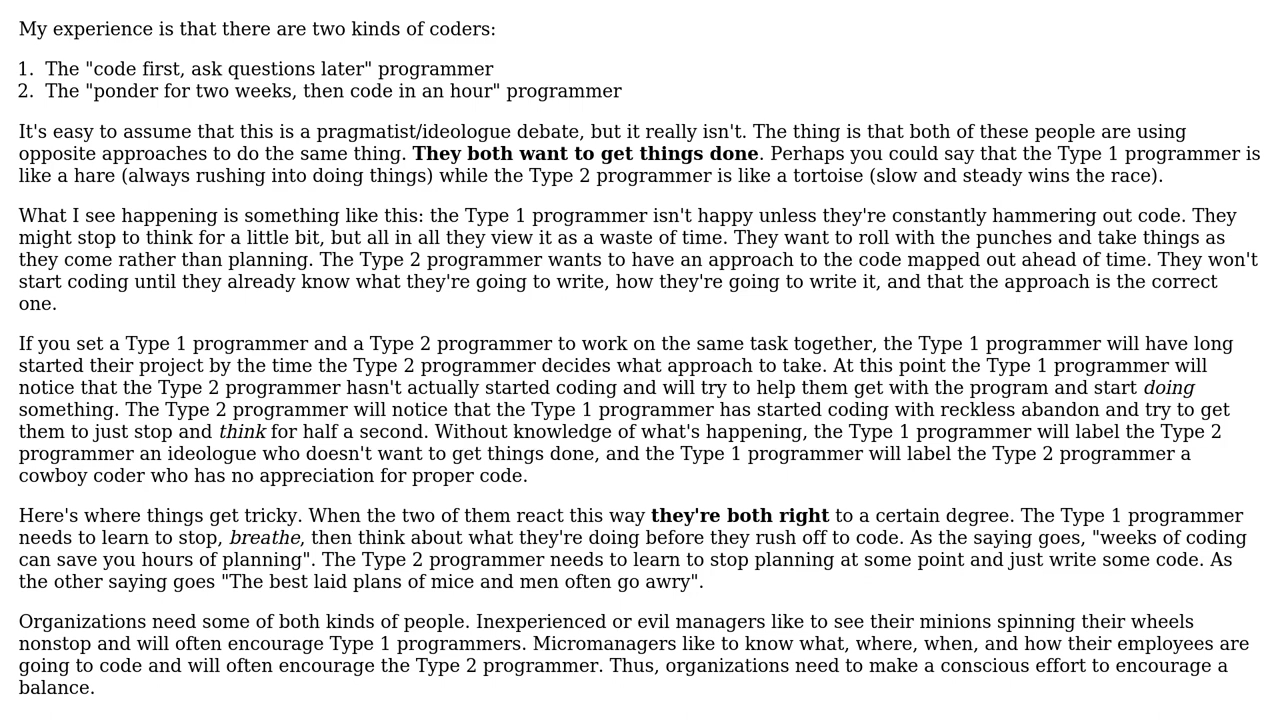 My experience is that there are two kinds of coders:
1. The "code first, ask questions later" programmer
2. The "ponder for two weeks, then code in an hour" programmer
It's easy to assume that this is a pragmatist/ideologue debate, but it really isn't. The thing is that both of these people are using
opposite approaches to do the same thing. They both want to get things done. Perhaps you could say that the Type 1 programmer is
like a hare (always rushing into doing things) while the Type 2 programmer is like a tortoise (slow and steady wins the race).
What I see happening is something like this: the Type 1 programmer isn't happy unless they're constantly hammering out code. They
might stop to think for a little bit, but all in all they view it as a waste of time. They want to roll with the punches and take things as
they come rather than planning. The Type 2 programmer wants to have an approach to the code mapped out ahead of time. They won't
start coding until they already know what they're going to write, how they're going to write it, and that the approach is the correct
one.
If you set a Type 1 programmer and a Type 2 programmer to work on the same task together, the Type 1 programmer will have long
started their project by the time the Type 2 programmer decides what approach to take. At this point the Type 1 programmer will
notice that the Type 2 programmer hasn't actually started coding and will try to help them get with the program and start doing
something. The Type 2 programmer will notice that the Type 1 programmer has started coding with reckless abandon and try to get
them to just stop and think for half a second. Without knowledge of what's happening, the Type 1 programmer will label the Type 2
programmer an ideologue who doesn't want to get things done, and the Type 1 programmer will label the Type 2 programmer a
cowboy coder who has no appreciation for proper code.
Here's where things get tricky. When the two of them react this way they're both right to a certain degree. The Type 1 programmer
needs to learn to stop, breathe, then think about what they're doing before they rush off to code. As the saying goes, "weeks of coding
can save you hours of planning". The Type 2 programmer needs to learn to stop planning at some point and just write some code. As
the other saying goes "The best laid plans of mice and men often go awry".
Organizations need some of both kinds of people. Inexperienced or evil managers like to see their minions spinning their wheels
nonstop and will often encourage Type 1 programmers. Micromanagers like to know what, where, when, and how their employees are
going to code and will often encourage the Type 2 programmer. Thus, organizations need to make a conscious effort to encourage a
balance.